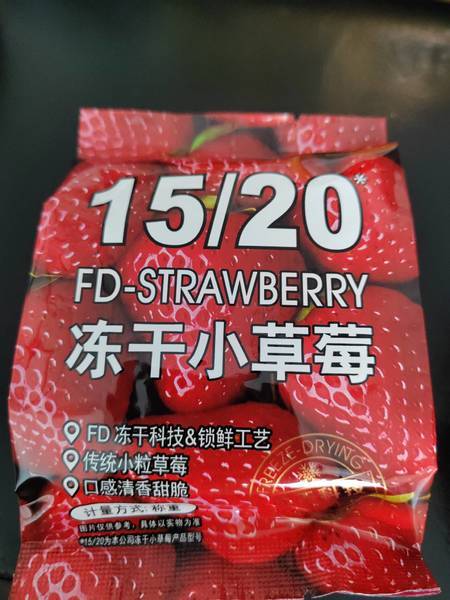 15/20*
FD-STRAWBERRY
冻干小草莓
FD 冻干科技&锁鲜工艺
传统小粒草莓
口感清香甜脆
FREEZE-DRYING
计量方式:称重
图片仅供参考，具体以实物为准
*15/20为本公司冻干小草莓产品型号